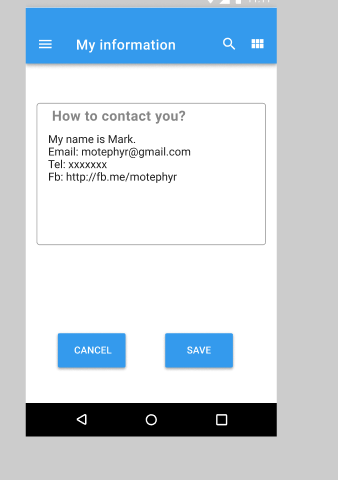 My information
How to contact you?
My name is Mark.
Email: motephyr@gmail.com
Tel: xxxxxxx
Fb: http://fb.me/motephyr
CANCEL
SAVE